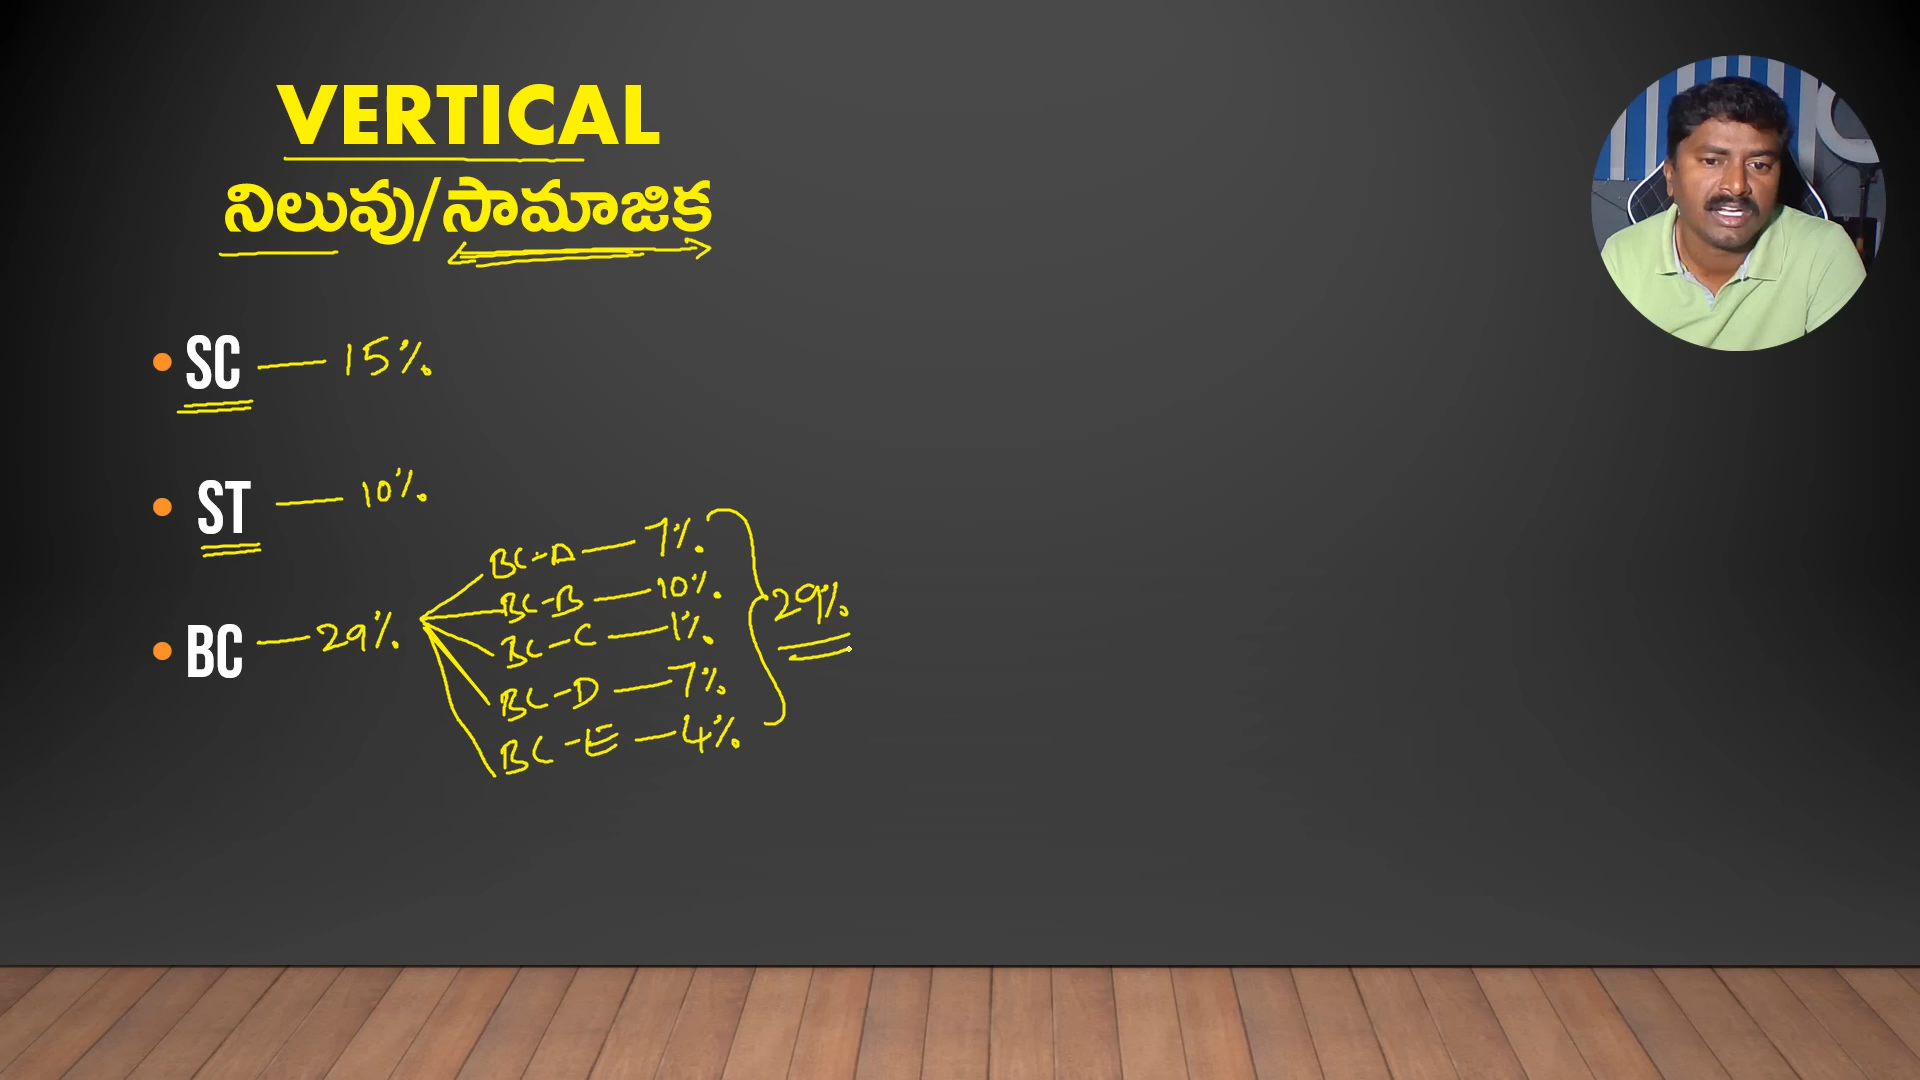 VERTICAL
నిలువు/సామాజిక
• SC — 15%
• ST — 10%
• BC — 29%
BC-A — 7%
BC-B — 10%
BC-C — 1%
BC-D — 7%
BC-E — 4%
29%